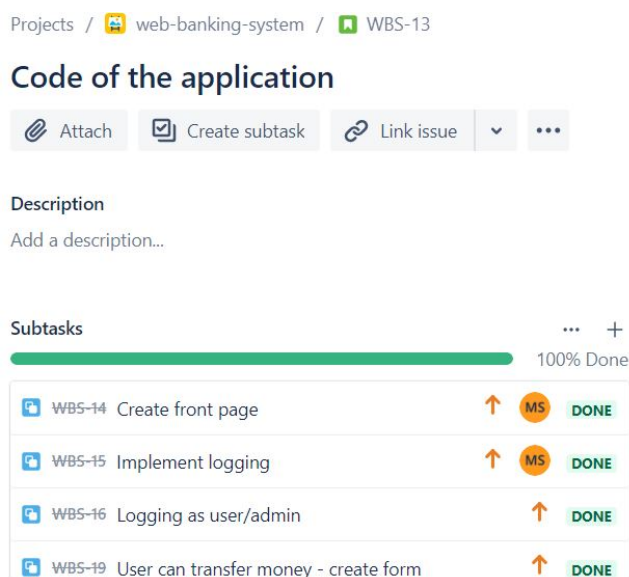 Projects / web-banking-system / WBS-13
Code of the application
Attach Create subtask Link issue
Description
Add a description...
Subtasks
100% Done
WBS-14 Create front page MS DONE
WBS-15 Implement logging MS DONE
WBS-16 Logging as user/admin DONE
WBS-19 User can transfer money - create form DONE